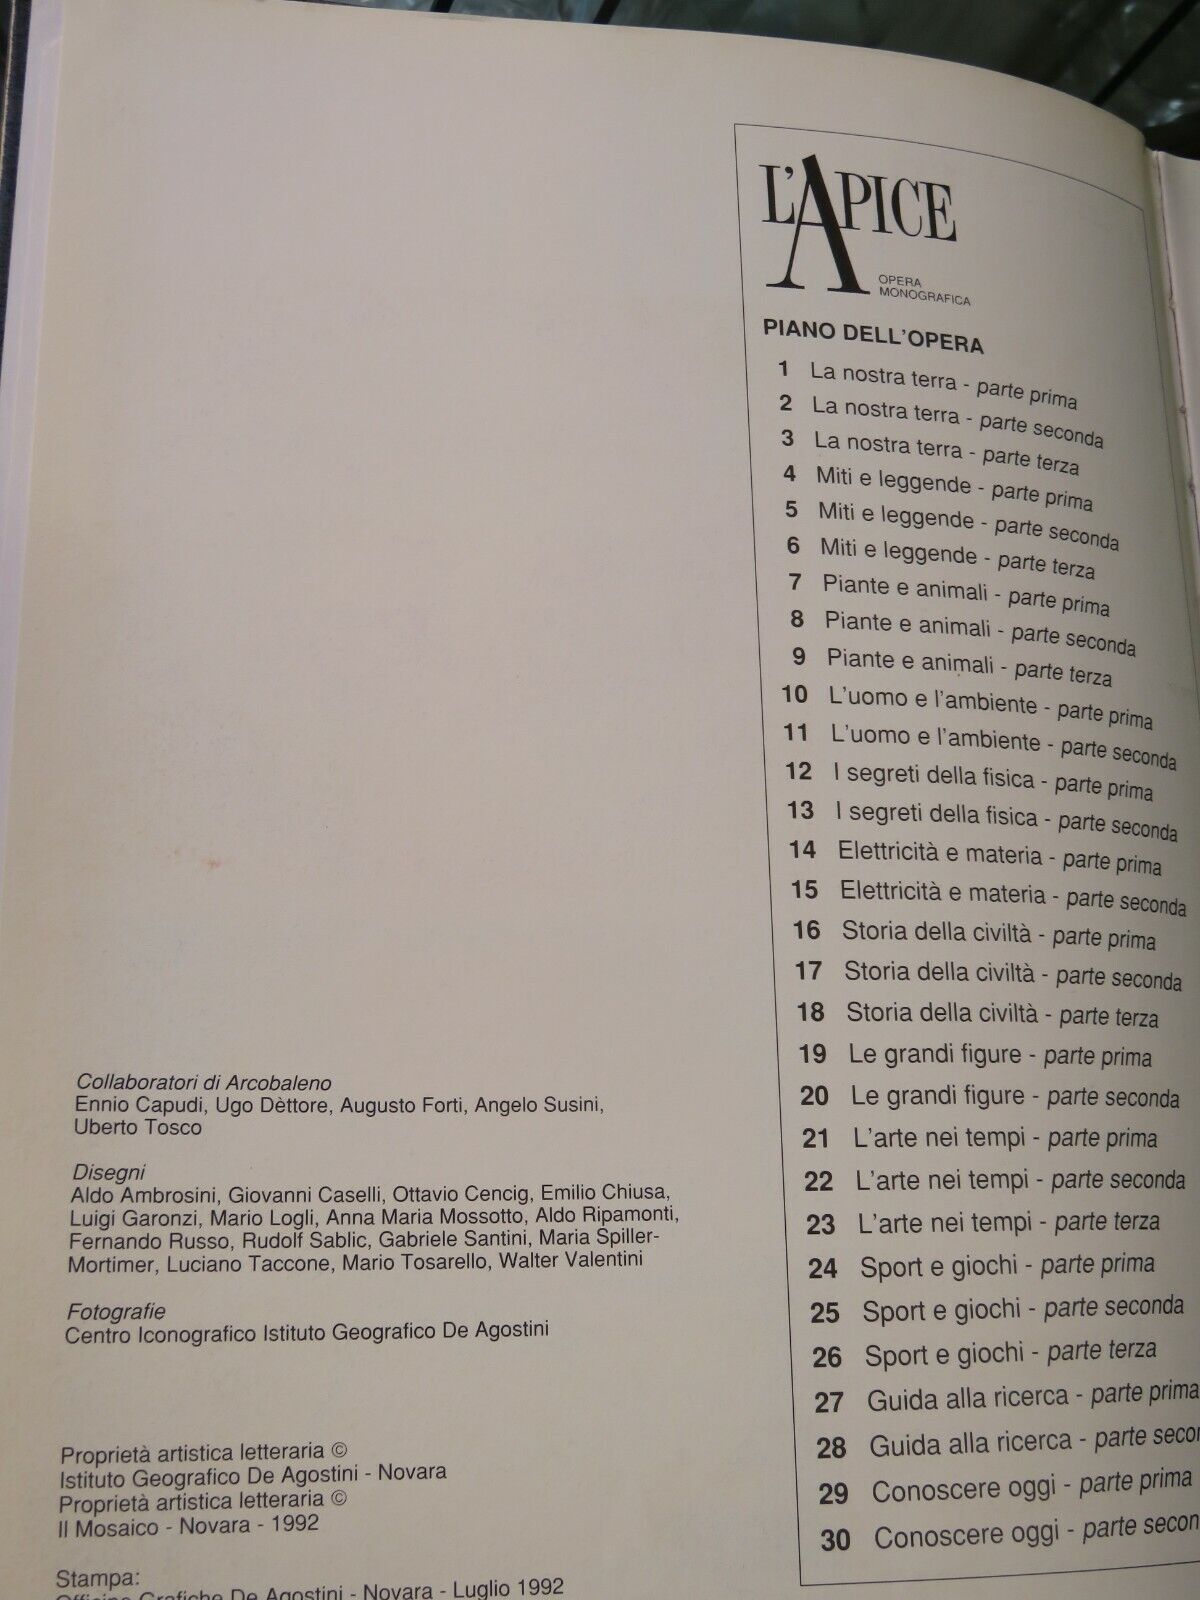 L'APICE
OPERA
MONOGRAFICA
PIANO DELL'OPERA
1 La nostra terra - parte prima
2 La nostra terra - parte seconda
3 La nostra terra - parte terza
4 Miti e leggende - parte prima
5 Miti e leggende - parte seconda
6 Miti e leggende - parte terza
7 Piante e animali - parte prima
8 Piante e animali - parte seconda
9 Piante e animali - parte terza
10 L'uomo e l'ambiente - parte prima
11 L'uomo e l'ambiente - parte seconda
12 I segreti della fisica - parte prima
13 I segreti della fisica - parte seconda
14 Elettricità e materia - parte prima
15 Elettricità e materia - parte seconda
16 Storia della civiltà - parte prima
17 Storia della civiltà - parte seconda
18 Storia della civiltà - parte terza
19 Le grandi figure - parte prima
20 Le grandi figure - parte seconda
21 L'arte nei tempi - parte prima
22 L'arte nei tempi - parte seconda
23 L'arte nei tempi - parte terza
24 Sport e giochi - parte prima
25 Sport e giochi - parte seconda
26 Sport e giochi - parte terza
27 Guida alla ricerca - parte prima
28 Guida alla ricerca - parte secon
29 Conoscere oggi - parte prima
30 Conoscere oggi - parte secon
Collaboratori di Arcobaleno
Ennio Capudi, Ugo Dèttore, Augusto Forti, Angelo Susini,
Uberto Tosco
Disegni
Aldo Ambrosini, Giovanni Caselli, Ottavio Cencig, Emilio Chiusa,
Luigi Garonzi, Mario Logli, Anna Maria Mossotto, Aldo Ripamonti,
Fernando Russo, Rudolf Sablic, Gabriele Santini, Maria Spiller-
Mortimer, Luciano Taccone, Mario Tosarello, Walter Valentini
Fotografie
Centro Iconografico Istituto Geografico De Agostini
Proprietà artistica letteraria ©
Istituto Geografico De Agostini - Novara
Proprietà artistica letteraria ©
Il Mosaico - Novara - 1992
Stampa:
Officine Grafiche De Agostini - Novara - Luglio 1992